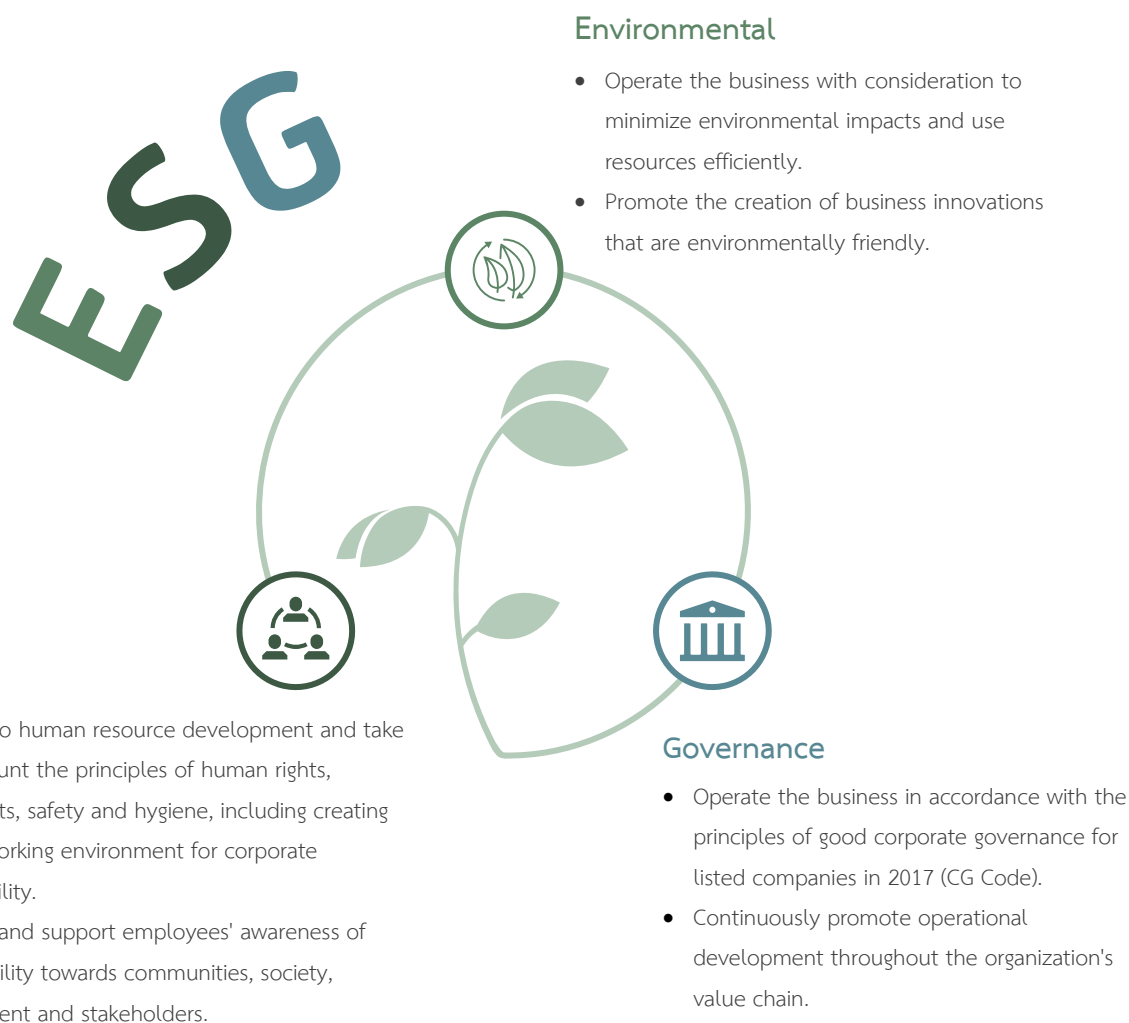 ESG
Environmental
• Operate the business with consideration to
minimize environmental impacts and use
resources efficiently.
• Promote the creation of business innovations
that are environmentally friendly.
o human resource development and take
unt the principles of human rights,
ts, safety and hygiene, including creating
orking environment for corporate
ility.
and support employees' awareness of
ility towards communities, society,
ent and stakeholders.
Governance
• Operate the business in accordance with the
principles of good corporate governance for
listed companies in 2017 (CG Code).
• Continuously promote operational
development throughout the organization's
value chain.